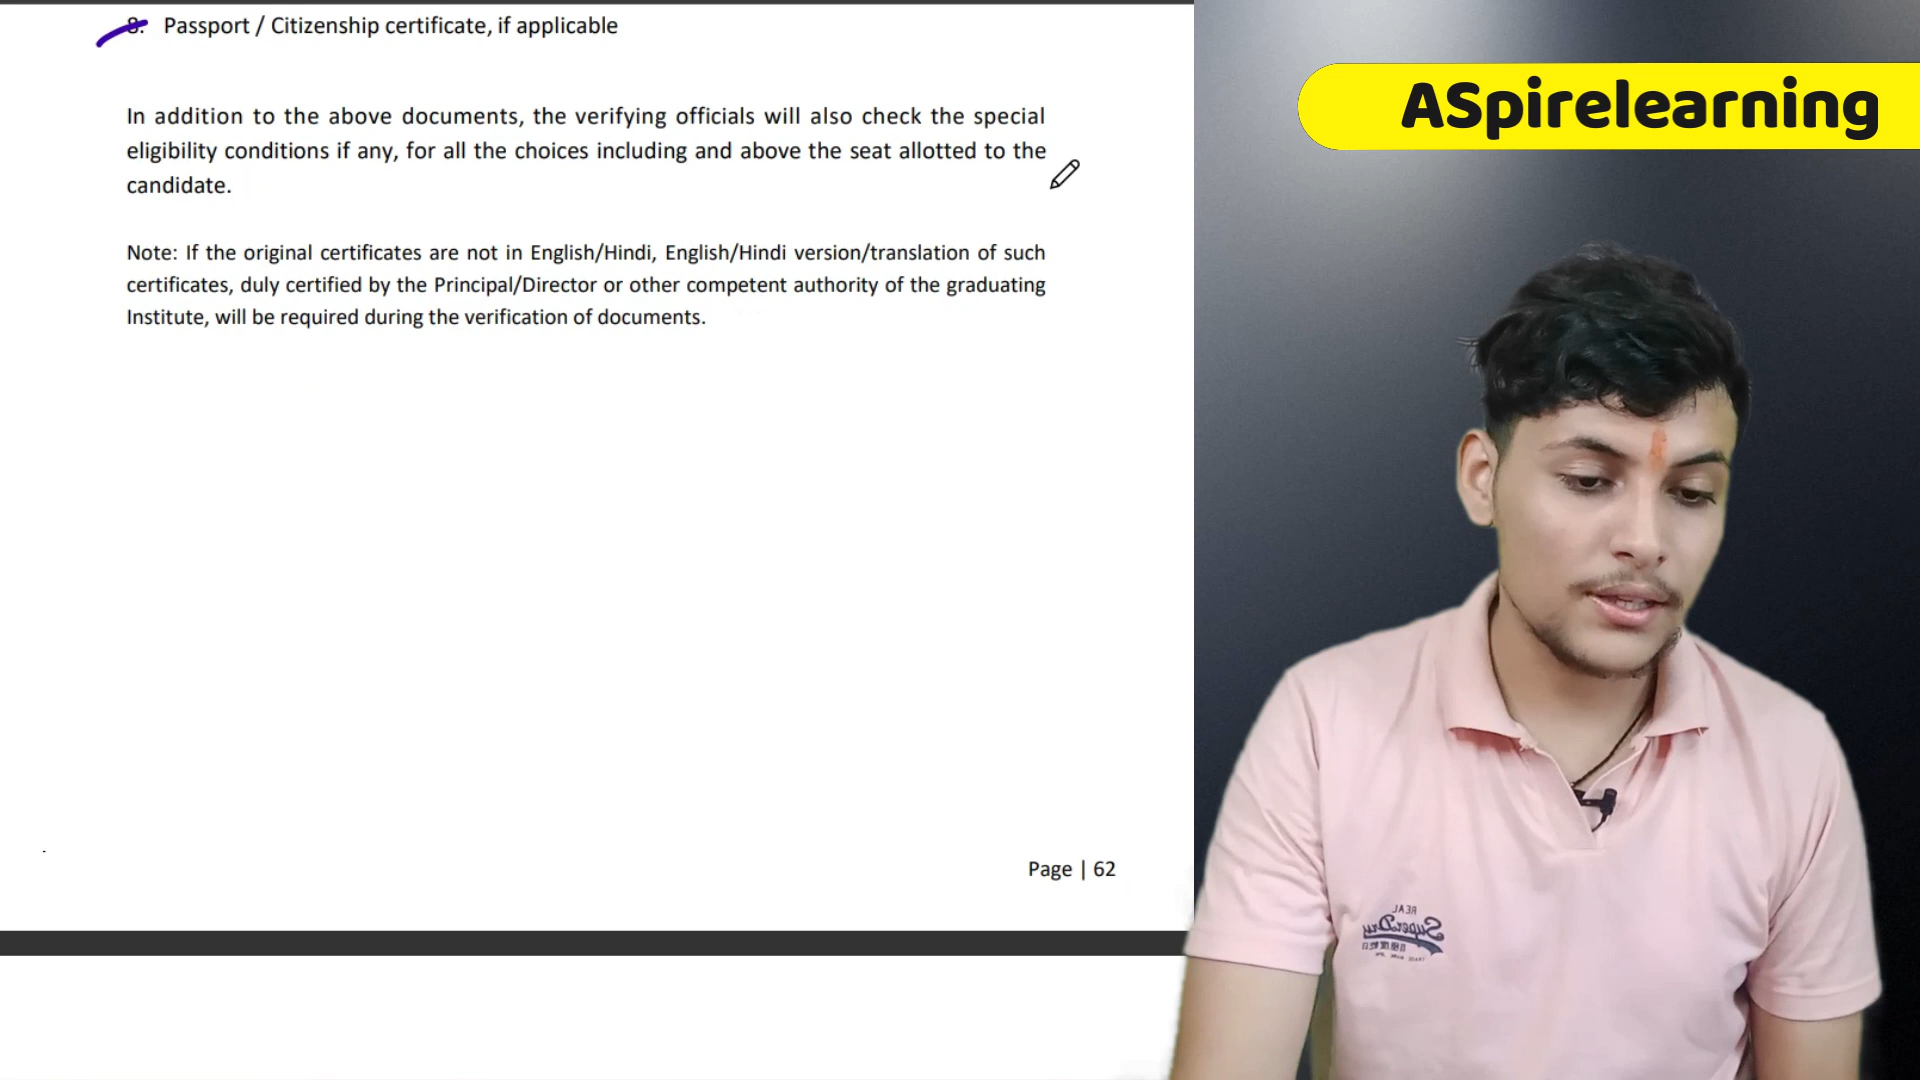 8. Passport / Citizenship certificate, if applicable
ASpirelearning
In addition to the above documents, the verifying officials will also check the special
eligibility conditions if any, for all the choices including and above the seat allotted to the
candidate.
Note: If the original certificates are not in English/Hindi, English/Hindi version/translation of such
certificates, duly certified by the Principal/Director or other competent authority of the graduating
Institute, will be required during the verification of documents.
Page | 62
REAL
SuperDry